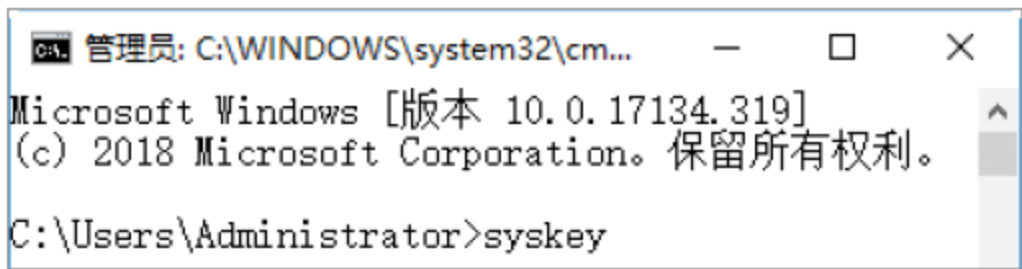 管理员: C:\WINDOWS\system32\cm...
Microsoft Windows [版本 10.0.17134.319]
(c) 2018 Microsoft Corporation。保留所有权利。
C:\Users\Administrator>syskey